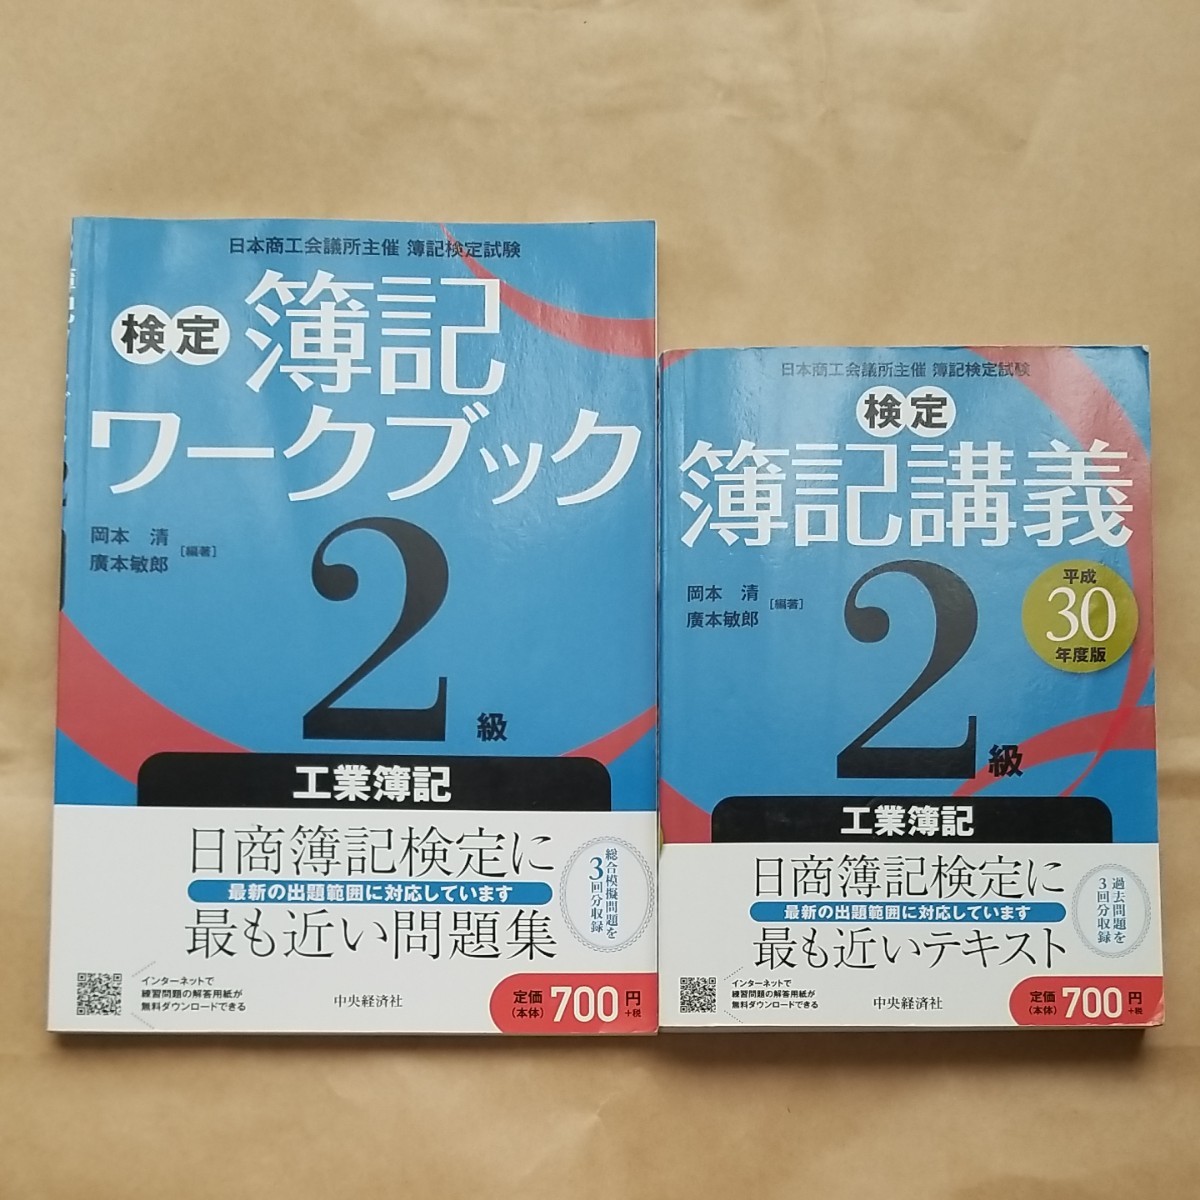 日本商工会議所主催 簿記検定試験
検定 簿記
ワークブック
岡本 清
廣本敏郎
[編著]
2級
工業簿記
日商簿記検定に
最新の出題範囲に対応しています
最も近い問題集
総合模擬問題を
3回分収録
インターネットで
練習問題の解答用紙が
無料ダウンロードできる
中央経済社
定価
(本体)
700円
+税
日本商工会議所主催 簿記検定試験
検定
簿記講義
岡本 清
廣本敏郎
[編著]
平成
30
年度版
2級
工業簿記
日商簿記検定に
最新の出題範囲に対応しています
最も近いテキスト
過去問題を
3回分収録
インターネットで
練習問題の解答用紙が
無料ダウンロードできる
中央経済社
定価
(本体)
700円
+税